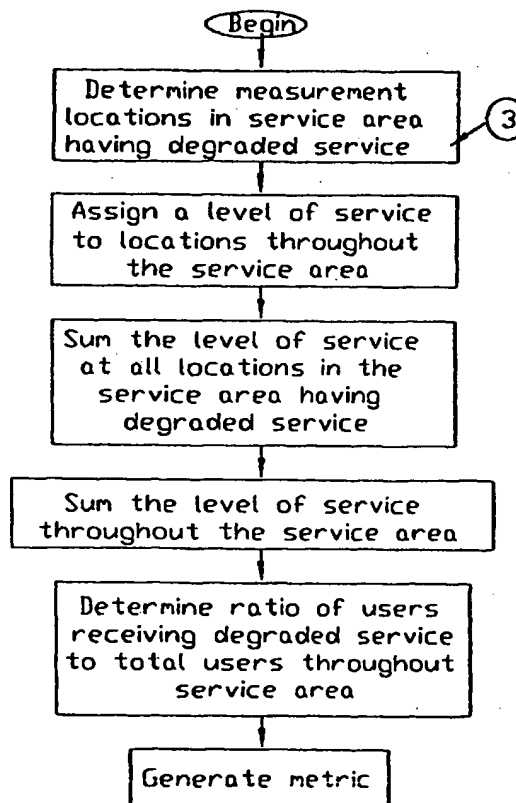 Begin
Determine measurement
locations in service area
having degraded service
3
Assign a level of service
to locations throughout
the service area
Sum the level of service
at all locations in the
service area having
degraded service
Sum the level of service
throughout the service area
Determine ratio of users
receiving degraded service
to total users throughout
service area
Generate metric